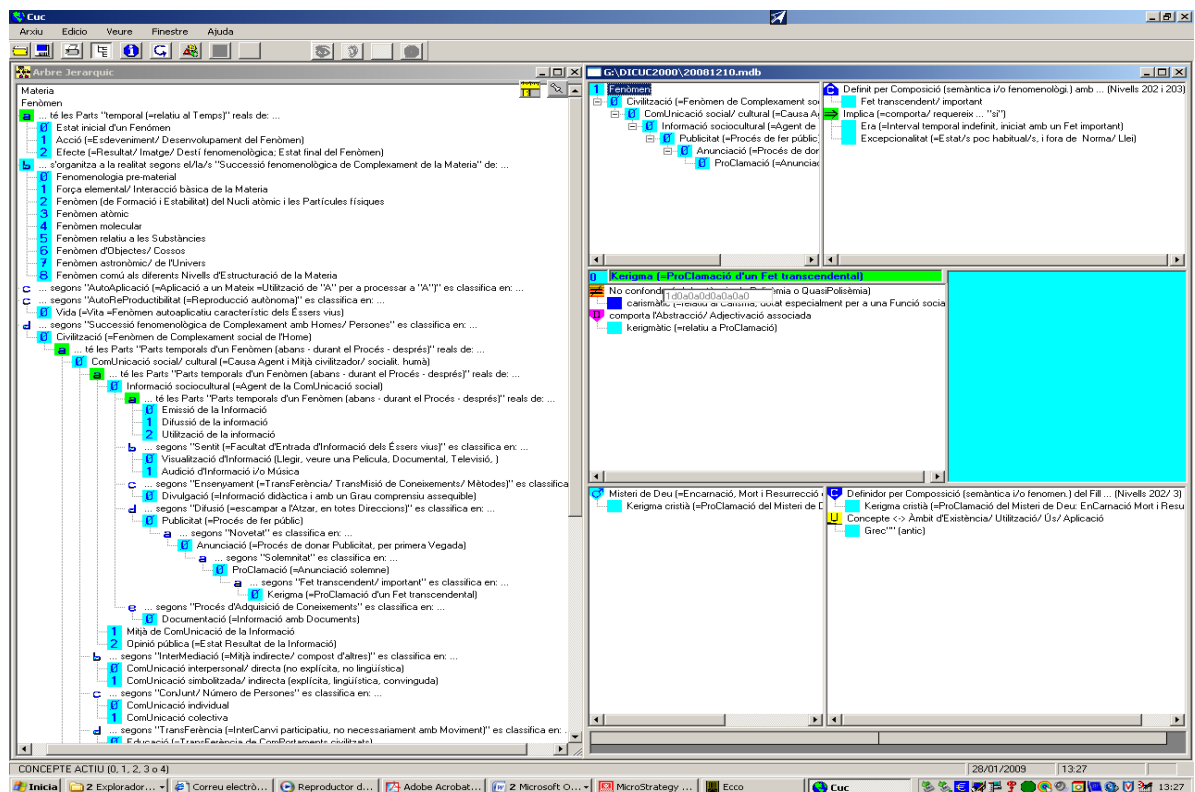 Cuc
Arxiu Edicio Veure Finestre Ajuda
Arbre Jerarquic
Materia
Fenòmen
a ... té les Parts "temporal (=relatiu al Temps)" reals de: ...
0 Estat inicial d'un Fenómen
1 Acció (=Esdeveniment/ Desenvolupament del Fenòmen)
2 Efecte (=Resultat/ Imatge/ Destí fenomenològica; Estat final del Fenòmen)
b ... s'organitza a la realitat segons el/la/s "Successió fenomenològica de Complexament de la Materia" de: ...
0 Fenomenologia pre-material
1 Força elemental/ Interacció bàsica de la Materia
2 Fenòmen (de Formació i Estabilitat) del Nucli atòmic i les Partícules físiques
3 Fenòmen atòmic
4 Fenòmen molecular
5 Fenòmen relatiu a les Substàncies
6 Fenòmen d'Objectes/ Cossos
7 Fenòmen astronòmic/ de l'Univers
8 Fenòmen comú als diferents Nivells d'Estructuració de la Materia
c ... segons "AutoAplicació (=Aplicació a un Mateix =Utilització de "A" per a processar a "A")" es classifica en: ...
c ... segons "AutoReProductibilitat (=Reproducció autònoma)" es classifica en: ...
0 Vida (=Vita =Fenòmen autoaplicatiu característic dels Éssers vius)
d ... segons "Successió fenomenològica de Complexament amb Homes/ Persones" es classifica en: ...
0 Civilització (=Fenòmen de Complexament social de l'Home)
a ... té les Parts "Parts temporals d'un Fenòmen (abans - durant el Procés - després)" reals de: ...
0 ComUnicació social/ cultural (=Causa Agent i Mitjà civilitzador/ socialit. humà)
a ... té les Parts "Parts temporals d'un Fenòmen (abans - durant el Procés - després)" reals de: ...
0 Informació sociocultural (=Agent de la ComUnicació social)
a ... té les Parts "Parts temporals d'un Fenòmen (abans - durant el Procés - després)" reals de: ...
0 Emissió de la Informació
1 Difussió de la informació
2 Utilització de la informació
b ... segons "Sentit (=Facultat d'Entrada d'Informació dels Éssers vius)" es classifica en: ...
0 Visualització d'Informació (Llegir, veure una Pelicula, Documental, Televisió, )
1 Audició d'Informació i/o Música
c ... segons "Ensenyament (=TransFerència/ TransMisió de Coneixements/ Mètodes)" es classifica
0 Divulgació (=Informació didàctica i amb un Grau comprensiu assequible)
d ... segons "Difusió (=escampar a l'Atzar, en totes Direccions)" es classifica en: ...
0 Publicitat (=Procés de fer públic)
a ... segons "Novetat" es classifica en: ...
0 Anunciació (=Procés de donar Publicitat, per primera Vegada)
a ... segons "Solemnitat" es classifica en: ...
0 ProClamació (=Anunciació solemne)
a ... segons "Fet transcendent/ important" es classifica en: ...
0 Kerigma (=ProClamació d'un Fet transcendental)
e ... segons "Procés d'Adquisició de Coneixements" es classifica en: ...
0 Documentació (=Informació amb Documents)
1 Mitjà de ComUnicació de la Informació
2 Opinió pública (=Estat Resultat de la Informació)
b ... segons "InterMediació (=Mitjà indirecte/ compost d'altres)" es classifica en: ...
0 ComUnicació interpersonal/ directa (no explícita, no lingüística)
1 ComUnicació simbolitzada/ indirecta (explícita, lingüística, convinguda)
c ... segons "ConJunt/ Número de Persones" es classifica en: ...
0 ComUnicació individual
1 ComUnicació colectiva
d ... segons "TransFerència (=InterCanvi participatiu, no necessariament amb Moviment)" es classifica en: .
0 Educació (=TransFerència de ComPortaments civilitzats)
G:\DICUC2000\20081210.mdb
1 Fenòmen
0 Civilització (=Fenòmen de Complexament so
0 ComUnicació social/ cultural (=Causa A
0 Informació sociocultural (=Agent de
0 Publicitat (=Procés de fer públic
0 Anunciació (=Procés de dor
0 ProClamació (=Anunciac
C Definit per Composició (semàntica i/o fenomenològi.) amb ... (Nivells 202 i 203)
Fet transcendent/ important
Implica (=comporta/ requereix ... "si")
Era (=Interval temporal indefinit, iniciat amb un Fet important)
Excepcionalitat (=Estat/s poc habitual/s, i fora de Norma/ Llei)
0 Kerigma (=ProClamació d'un Fet transcendental)
No confondre
isèmia o QuasiPolisèmia)
1d0a0a0d0a0a0a0
carismàtic (=relatiu al Carisma, dotat especialment per a una Funció socia
D comporta l'Abstracció/ Adjectivació associada
kerigmàtic (=relatiu a ProClamació)
Misteri de Deu (=Encarnació, Mort i Resurrecció
Kerigma cristià (=ProClamació del Misteri de D
C Definidor per Compossició (semàntica i/o fenomen.) del Fill ... (Nivells 202/ 3)
Kerigma cristià (=ProClamació del Misteri de Deu: EnCarnació Mort i Resu
U Concepte <-> Àmbit d'Existència/ Utilització/ Ús/ Aplicació
Grec"" (antic)
CONCEPTE ACTIU (0, 1, 2, 3 o 4)
28/01/2009 13:27
Inicia 2 Explorador... Correu electrò... Reproductor d... Adobe Acrobat... 2 Microsoft O... MicroStrategy ... Ecco Cuc 13:27